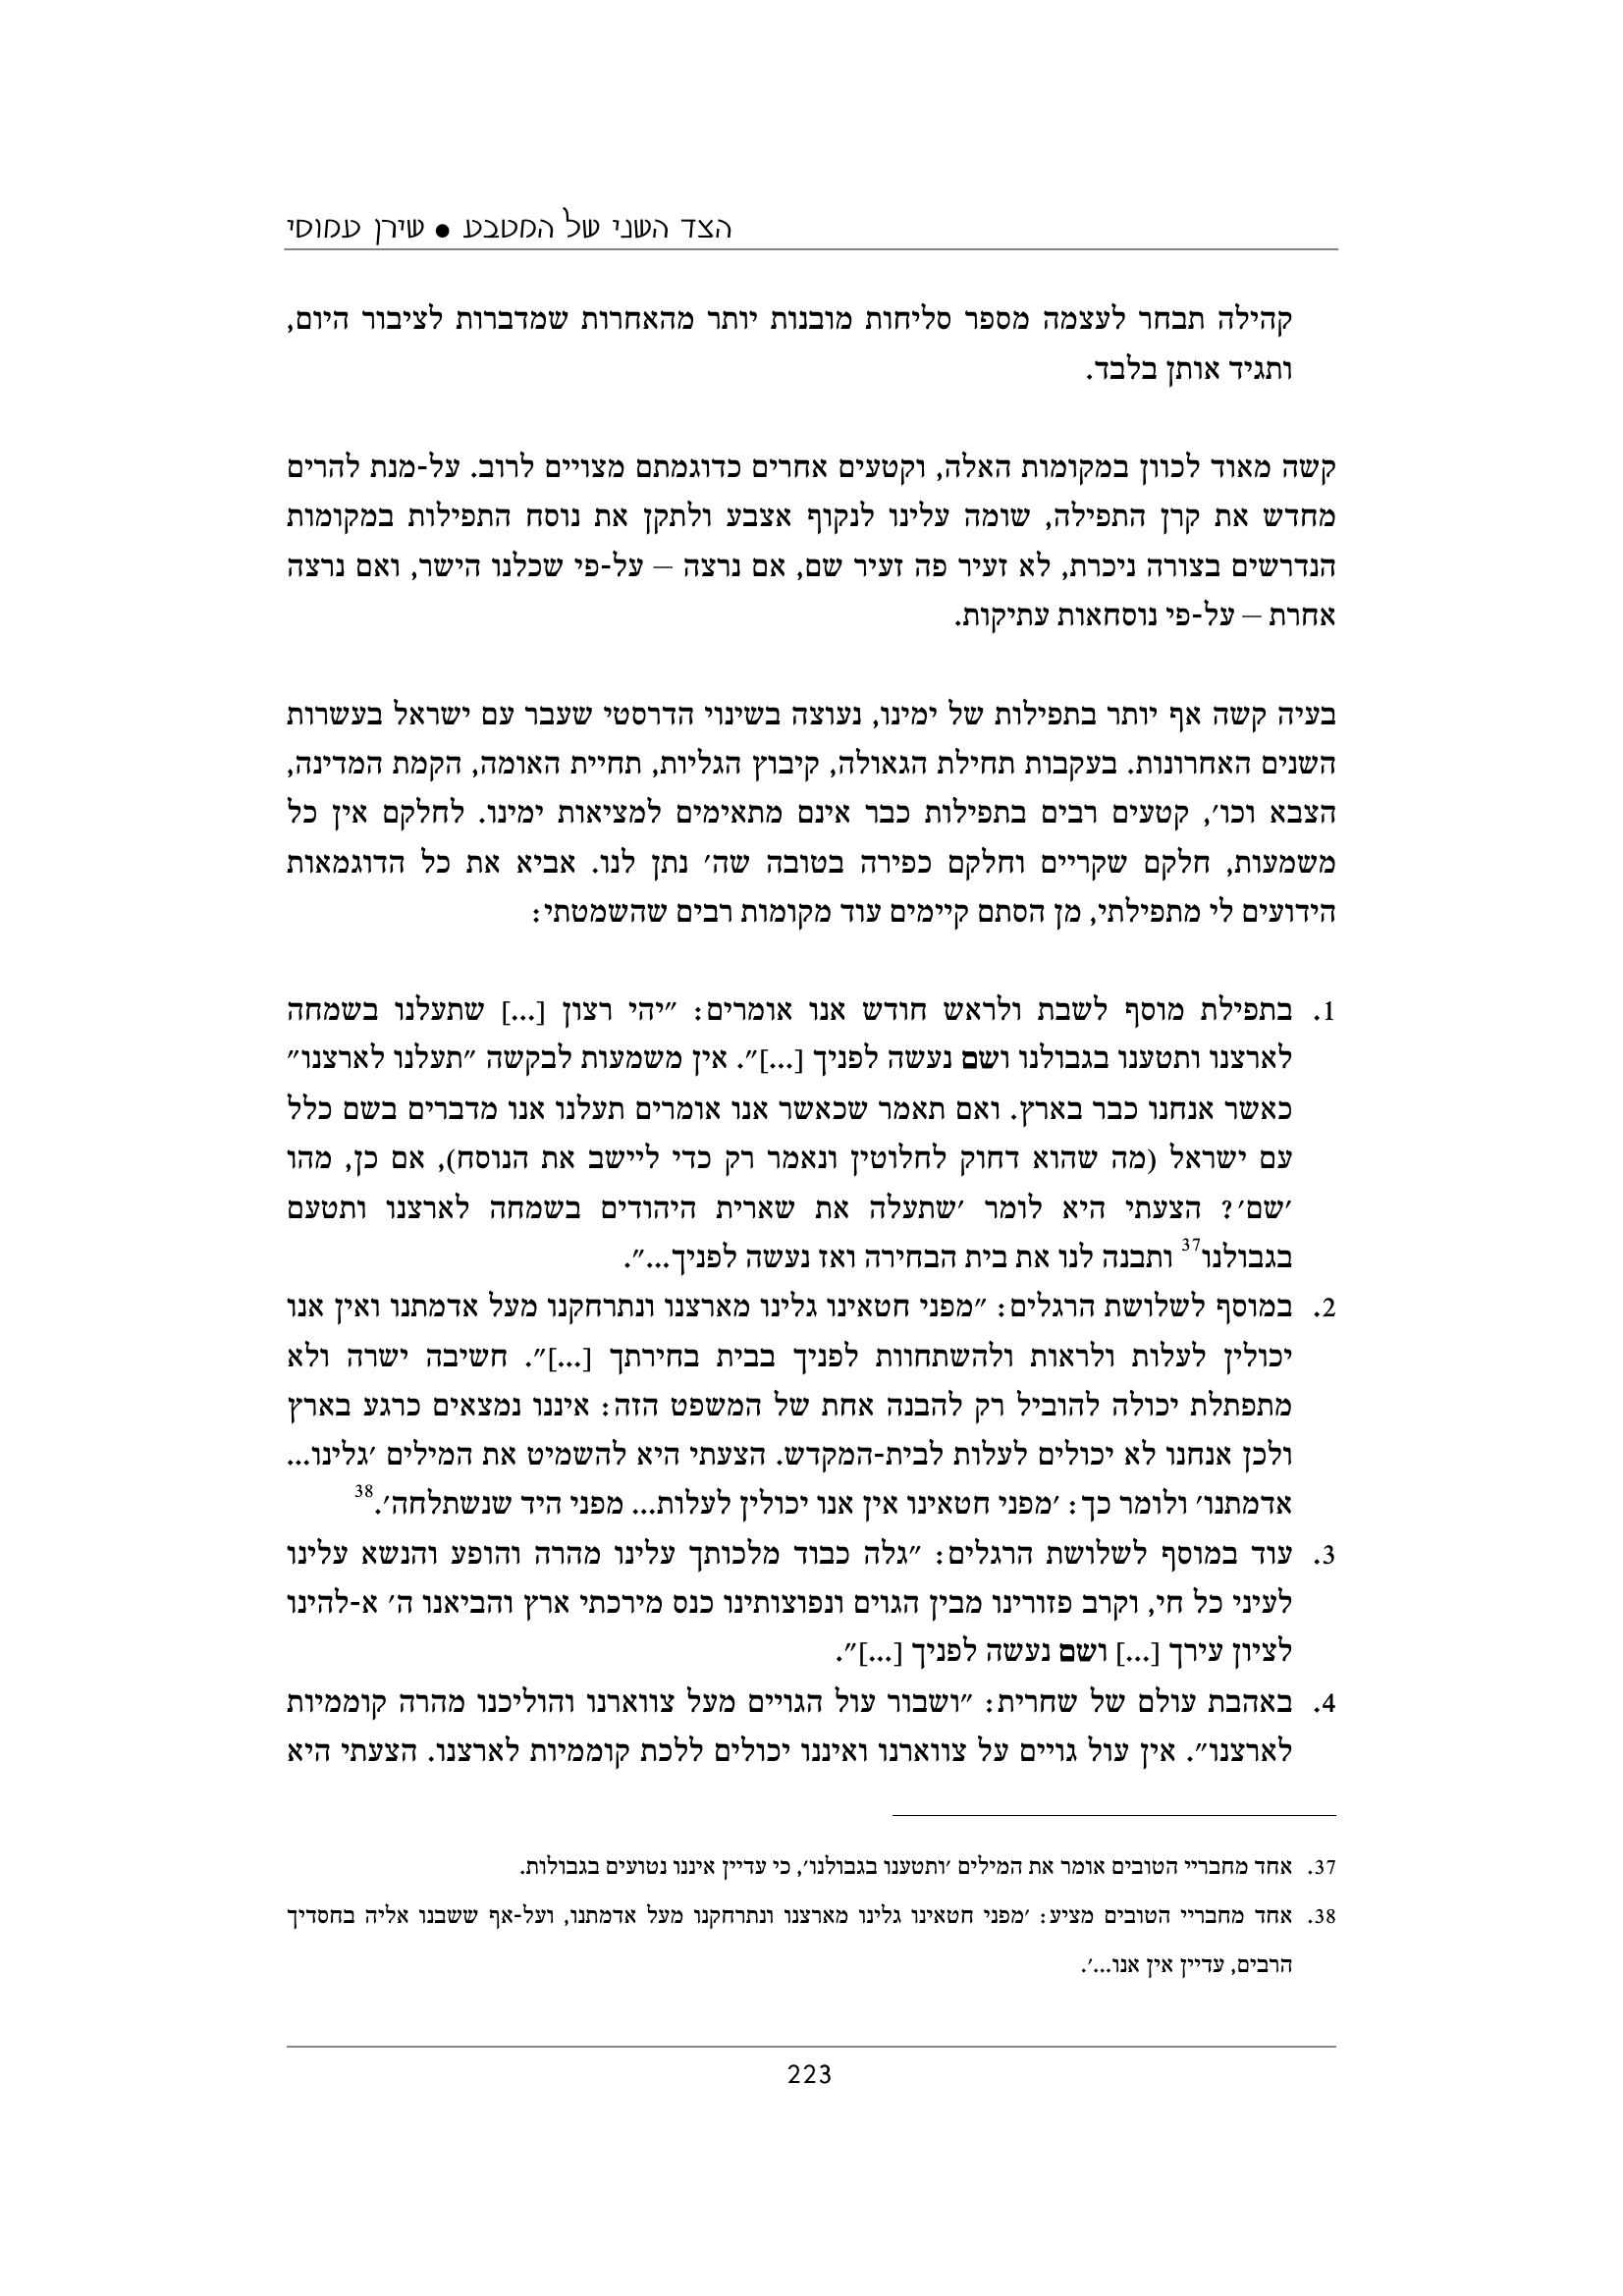 הצד השני של המטבע ● שירן עמוסי
קהילה תבחר לעצמה מספר סליחות מובנות יותר מהאחרות שמדברות לציבור היום,
ותגיד אותן בלבד.
קשה מאוד לכוון במקומות האלה, וקטעים אחרים כדוגמתם מצויים לרוב. על-מנת להרים
מחדש את קרן התפילה, שומה עלינו לנקוף אצבע ולתקן את נוסח התפילות במקומות
הנדרשים בצורה ניכרת, לא זעיר פה זעיר שם, אם נרצה – על-פי שכלנו הישר, ואם נרצה
אחרת – על-פי נוסחאות עתיקות.
בעיה קשה אף יותר בתפילות של ימינו, נעוצה בשינוי הדרסטי שעבר עם ישראל בעשרות
השנים האחרונות. בעקבות תחילת הגאולה, קיבוץ הגליות, תחיית האומה, הקמת המדינה,
הצבא וכו׳, קטעים רבים בתפילות כבר אינם מתאימים למציאות ימינו. לחלקם אין כל
משמעות, חלקם שקריים וחלקם כפירה בטובה שה׳ נתן לנו. אביא את כל הדוגמאות
הידועים לי מתפילתי, מן הסתם קיימים עוד מקומות רבים שהשמטתי:
1. בתפילת מוסף לשבת ולראש חודש אנו אומרים: ״יהי רצון [...] שתעלנו בשמחה
לארצנו ותטענו בגבולנו ושם נעשה לפניך [...]״. אין משמעות לבקשה ״תעלנו לארצנו״
כאשר אנחנו כבר בארץ. ואם תאמר שכאשר אנו אומרים תעלנו אנו מדברים בשם כלל
עם ישראל (מה שהוא דחוק לחלוטין ונאמר רק כדי ליישב את הנוסח), אם כן, מהו
׳שם׳? הצעתי היא לומר ׳שתעלה את שארית היהודים בשמחה לארצנו ותטעם
בגבולנו37 ותבנה לנו את בית הבחירה ואז נעשה לפניך...״.
2. במוסף לשלושת הרגלים: ״מפני חטאינו גלינו מארצנו ונתרחקנו מעל אדמתנו ואין אנו
יכולין לעלות ולראות ולהשתחוות לפניך בבית בחירתך [...]״. חשיבה ישרה ולא
מתפתלת יכולה להוביל רק להבנה אחת של המשפט הזה: איננו נמצאים כרגע בארץ
ולכן אנחנו לא יכולים לעלות לבית-המקדש. הצעתי היא להשמיט את המילים ׳גלינו...
אדמתנו׳ ולומר כך: ׳מפני חטאינו אין אנו יכולין לעלות... מפני היד שנשתלחה׳.38
3. עוד במוסף לשלושת הרגלים: ״גלה כבוד מלכותך עלינו מהרה והופע והנשא עלינו
לעיני כל חי, וקרב פזורינו מבין הגוים ונפוצותינו כנס מירכתי ארץ והביאנו ה׳ א-להינו
לציון עירך [...] ושם נעשה לפניך [...]״.
4. באהבת עולם של שחרית: ״ושבור עול הגויים מעל צווארנו והוליכנו מהרה קוממיות
לארצנו״. אין עול גויים על צווארנו ואיננו יכולים ללכת קוממיות לארצנו. הצעתי היא
37. אחד מחבריי הטובים אומר את המילים ׳ותטענו בגבולנו׳, כי עדיין איננו נטועים בגבולות.
38. אחד מחבריי הטובים מציע: ׳מפני חטאינו גלינו מארצנו ונתרחקנו מעל אדמתנו, ועל-אף ששבנו אליה בחסדיך
הרבים, עדיין אין אנו...׳.
223